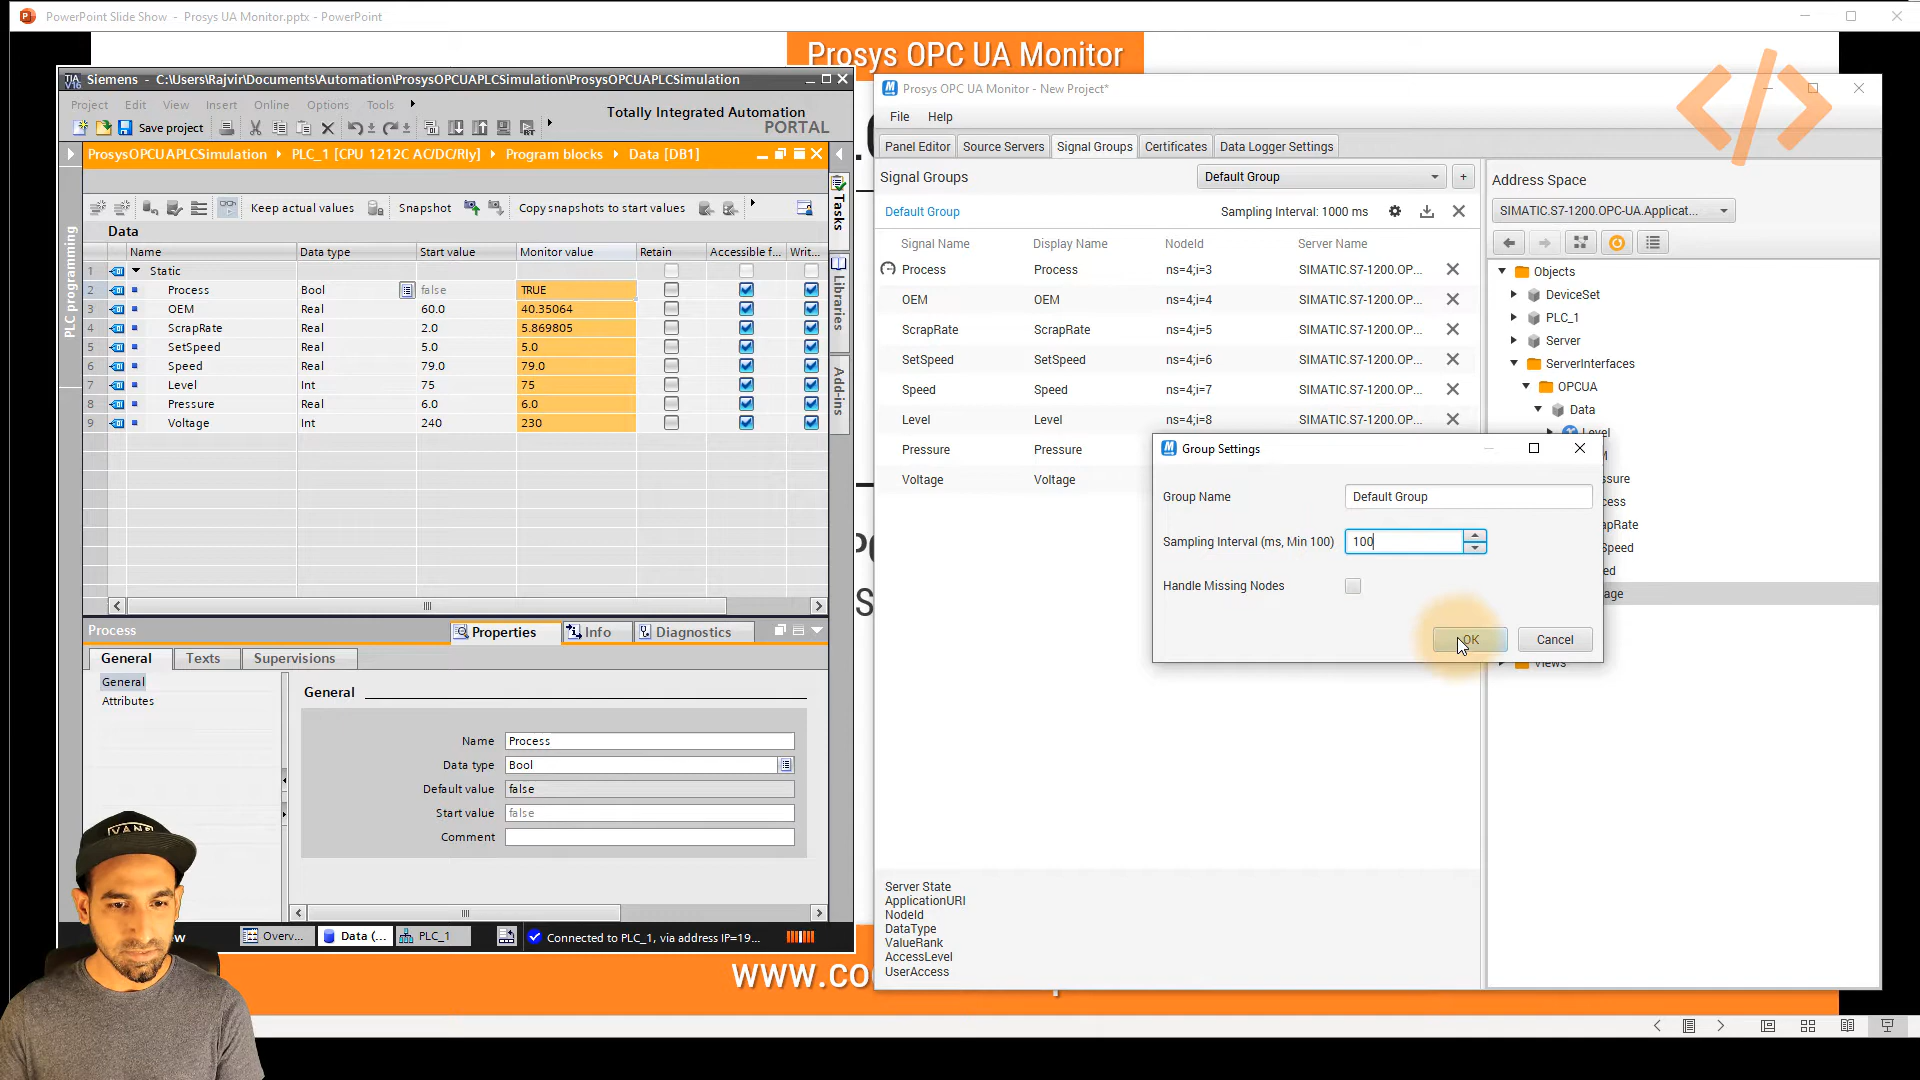 PowerPoint Slide Show - Prosys UA Monitor.pptx - PowerPoint
Prosys OPC UA Monitor
Siemens - C:\Users\Rajvir\Documents\Automation\ProsysOPCUAPLCSimulation\ProsysOPCUAPLCSimulation
Project Edit View Insert Online Options Tools
Totally Integrated Automation
PORTAL
Save project
ProsysOPCUAPLCSimulation PLC_1 [CPU 1212C AC/DC/Rly] Program blocks Data [DB1]
Keep actual values Snapshot Copy snapshots to start values
Data
Name Data type Start value Monitor value Retain Accessible f... Writ...
1 Static
2 Process Bool false TRUE
3 OEM Real 60.0 40.35064
4 ScrapRate Real 2.0 5.869805
5 SetSpeed Real 5.0 5.0
6 Speed Real 79.0 79.0
7 Level Int 75 75
8 Pressure Real 6.0 6.0
9 Voltage Int 240 230
PLC programming
Tasks
Libraries
Add-ins
Process
Properties Info Diagnostics
General Texts Supervisions
General
Attributes
General
Name Process
Data type Bool
Default value false
Start value false
Comment
Overv... Data (... PLC_1 Connected to PLC_1, via address IP=19...
VANS
www.co
Prosys OPC UA Monitor - New Project*
File Help
Panel Editor Source Servers Signal Groups Certificates Data Logger Settings
Signal Groups Default Group +
Default Group Sampling Interval: 1000 ms
Signal Name Display Name NodeId Server Name
Process Process ns=4;i=3 SIMATIC.S7-1200.OP...
OEM OEM ns=4;i=4 SIMATIC.S7-1200.OP...
ScrapRate ScrapRate ns=4;i=5 SIMATIC.S7-1200.OP...
SetSpeed SetSpeed ns=4;i=6 SIMATIC.S7-1200.OP...
Speed Speed ns=4;i=7 SIMATIC.S7-1200.OP...
Level Level ns=4;i=8 SIMATIC.S7-1200.OP...
Pressure Pressure
Voltage Voltage
Group Settings
Group Name Default Group
Sampling Interval (ms, Min 100) 100
Handle Missing Nodes
OK Cancel
Server State
ApplicationURI
NodeId
DataType
ValueRank
AccessLevel
UserAccess
Address Space
SIMATIC.S7-1200.OPC-UA.Applicat...
Objects
DeviceSet
PLC_1
Server
ServerInterfaces
OPCUA
Data
Level
Views